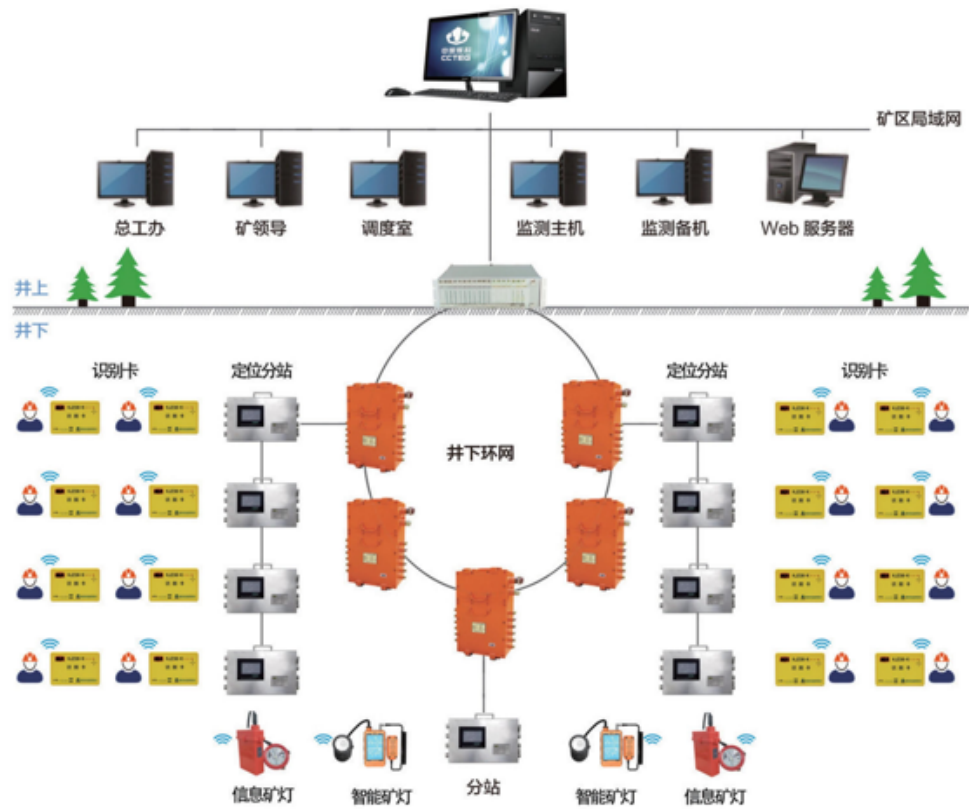 CCTEG
矿区局域网
总工办
矿领导
调度室
监测主机
监测备机
Web 服务器
井上
井下
识别卡
定位分站
定位分站
识别卡
井下环网
信息矿灯
智能矿灯
分站
智能矿灯
信息矿灯